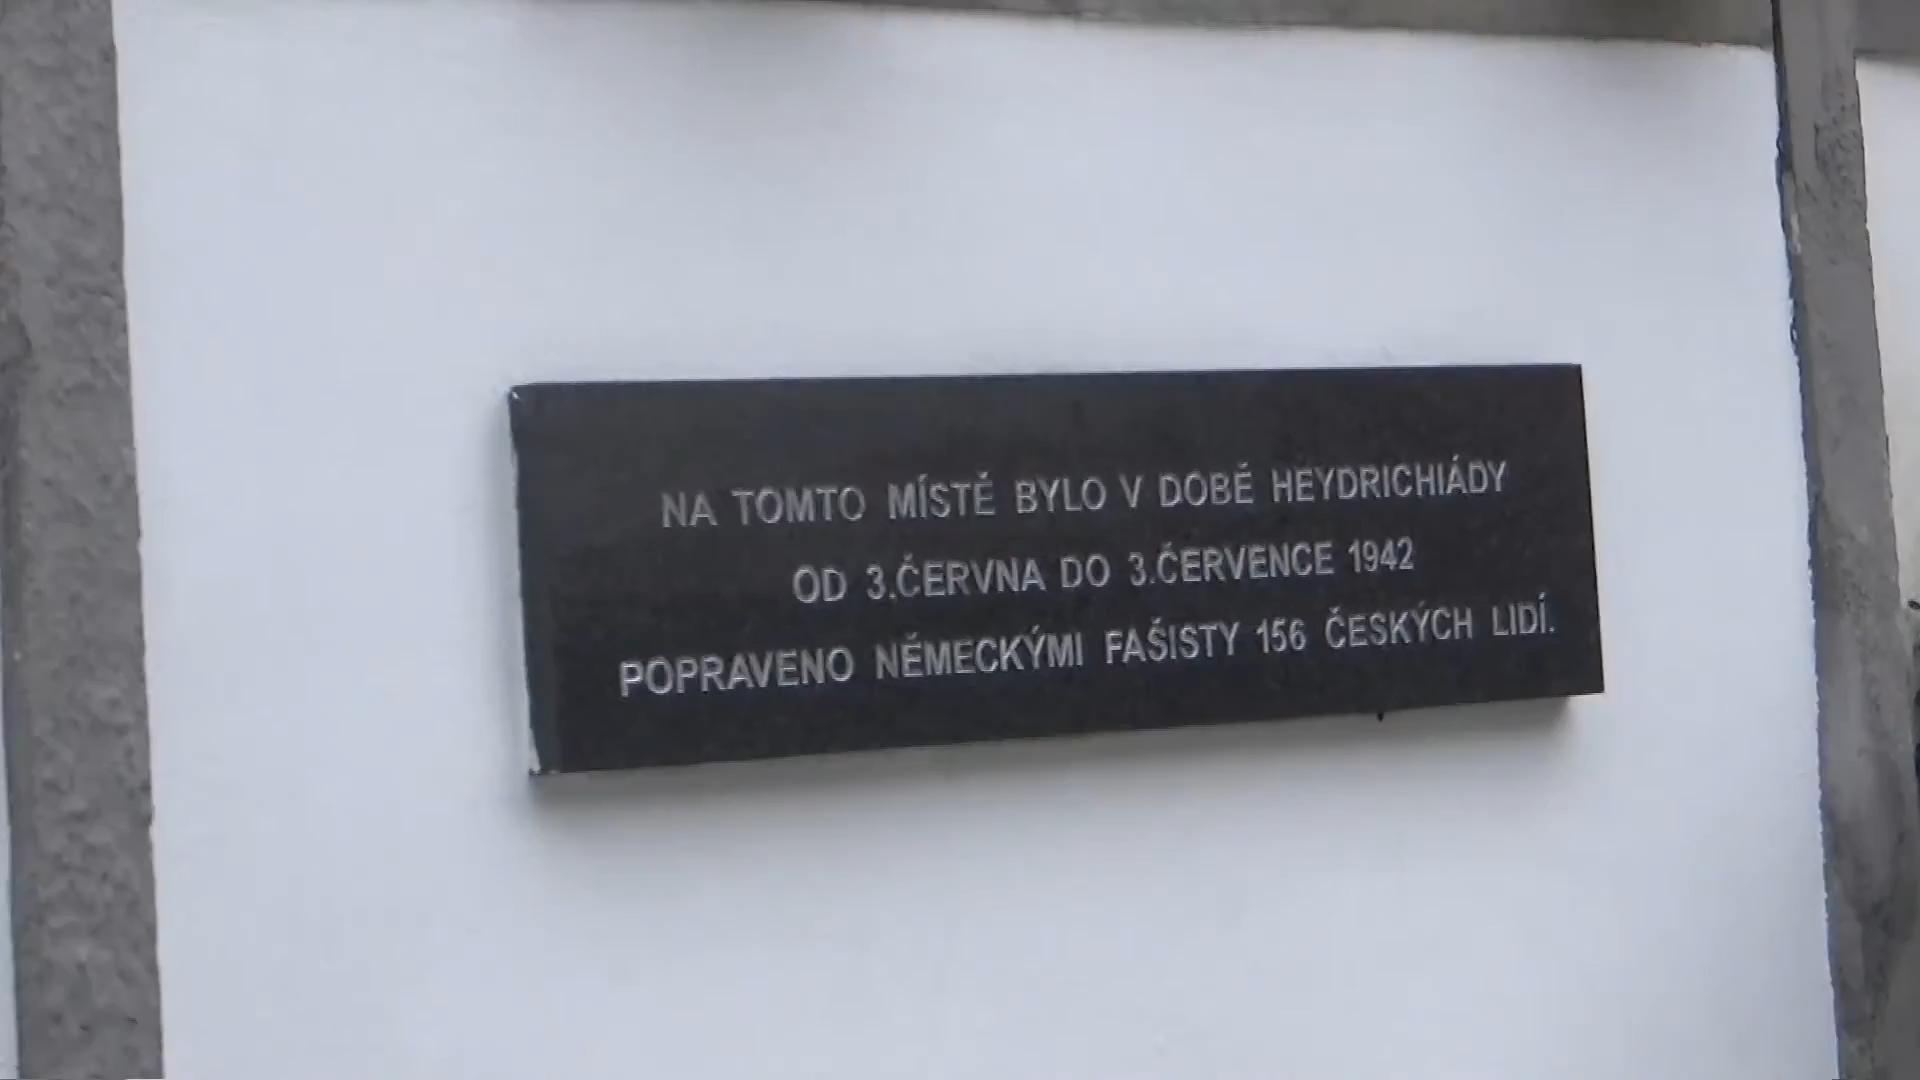 NA TOMTO MÍSTĚ BYLO V DOBĚ HEYDRICHIÁDY
OD 3.ČERVNA DO 3.ČERVENCE 1942
POPRAVENO NĚMECKÝMI FAŠISTY 156 ČESKÝCH LIDÍ.